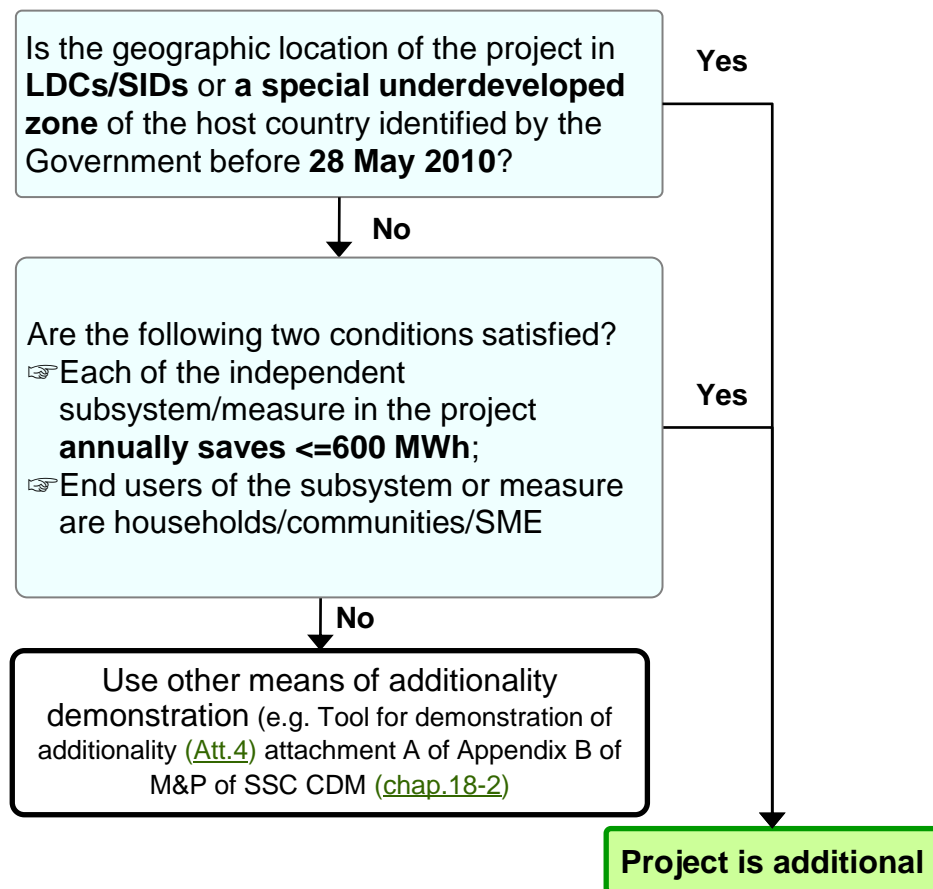 Is the geographic location of the project in
LDCs/SIDs or a special underdeveloped
zone of the host country identified by the
Government before 28 May 2010?
Yes
No
Are the following two conditions satisfied?
☞Each of the independent
subsystem/measure in the project
annually saves <=600 MWh;
☞End users of the subsystem or measure
are households/communities/SME
Yes
No
Use other means of additionality
demonstration (e.g. Tool for demonstration of
additionality (Att.4) attachment A of Appendix B of
M&P of SSC CDM (chap.18-2)
Project is additional